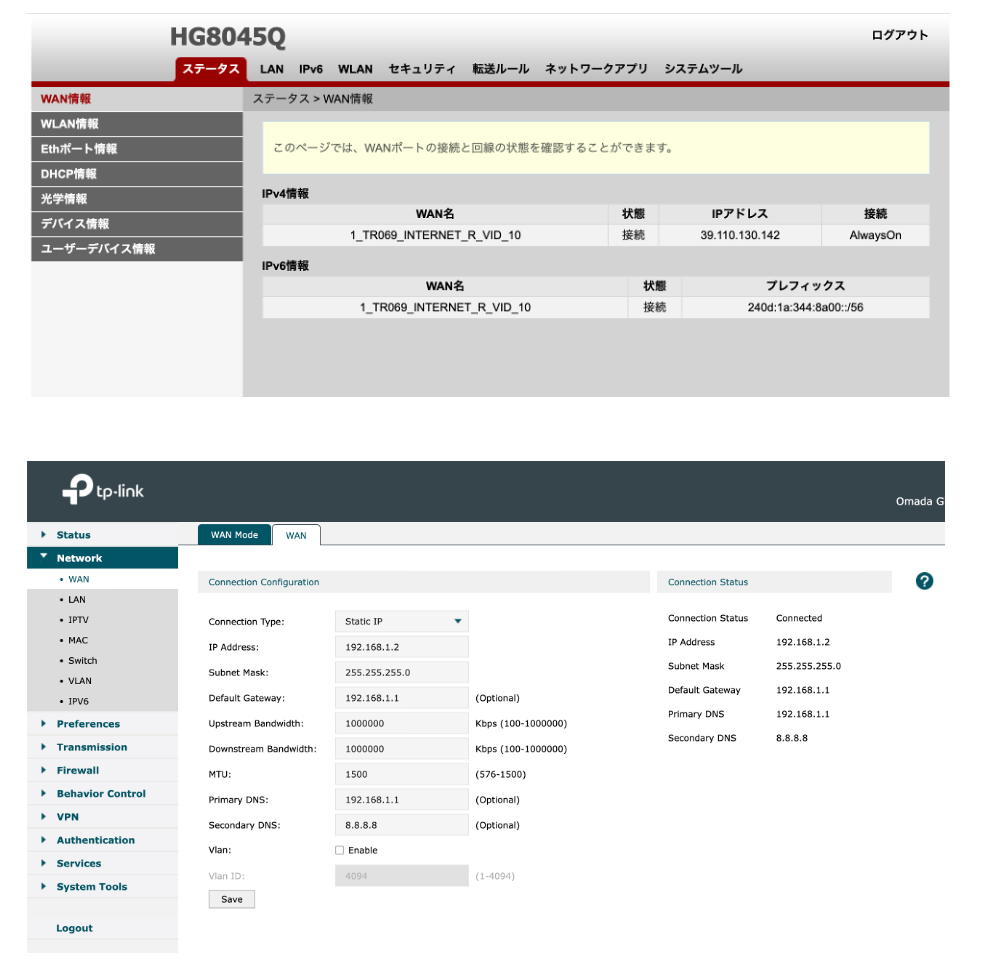 HG8045Q
ログアウト
ステータス LAN IPv6 WLAN セキュリティ 転送ルール ネットワークアプリ システムツール
WAN情報
WLAN情報
Ethポート情報
DHCP情報
光学情報
デバイス情報
ユーザーデバイス情報
ステータス > WAN情報
このページでは、WANポートの接続と回線の状態を確認することができます。
IPv4情報
WAN名 状態 IPアドレス 接続
1_TR069_INTERNET_R_VID_10 接続 39.110.130.142 AlwaysOn
IPv6情報
WAN名 状態 プレフィックス
1_TR069_INTERNET_R_VID_10 接続 240d:1a:344:8a00::/56
tp-link
Omada G
Status
Network
WAN
LAN
IPTV
MAC
Switch
VLAN
IPV6
Preferences
Transmission
Firewall
Behavior Control
VPN
Authentication
Services
System Tools
Logout
WAN Mode WAN
Connection Configuration
Connection Type: Static IP
IP Address: 192.168.1.2
Subnet Mask: 255.255.255.0
Default Gateway: 192.168.1.1 (Optional)
Upstream Bandwidth: 1000000 Kbps (100-1000000)
Downstream Bandwidth: 1000000 Kbps (100-1000000)
MTU: 1500 (576-1500)
Primary DNS: 192.168.1.1 (Optional)
Secondary DNS: 8.8.8.8 (Optional)
Vlan: Enable
Vlan ID: 4094 (1-4094)
Save
Connection Status
?
Connection Status Connected
IP Address 192.168.1.2
Subnet Mask 255.255.255.0
Default Gateway 192.168.1.1
Primary DNS 192.168.1.1
Secondary DNS 8.8.8.8